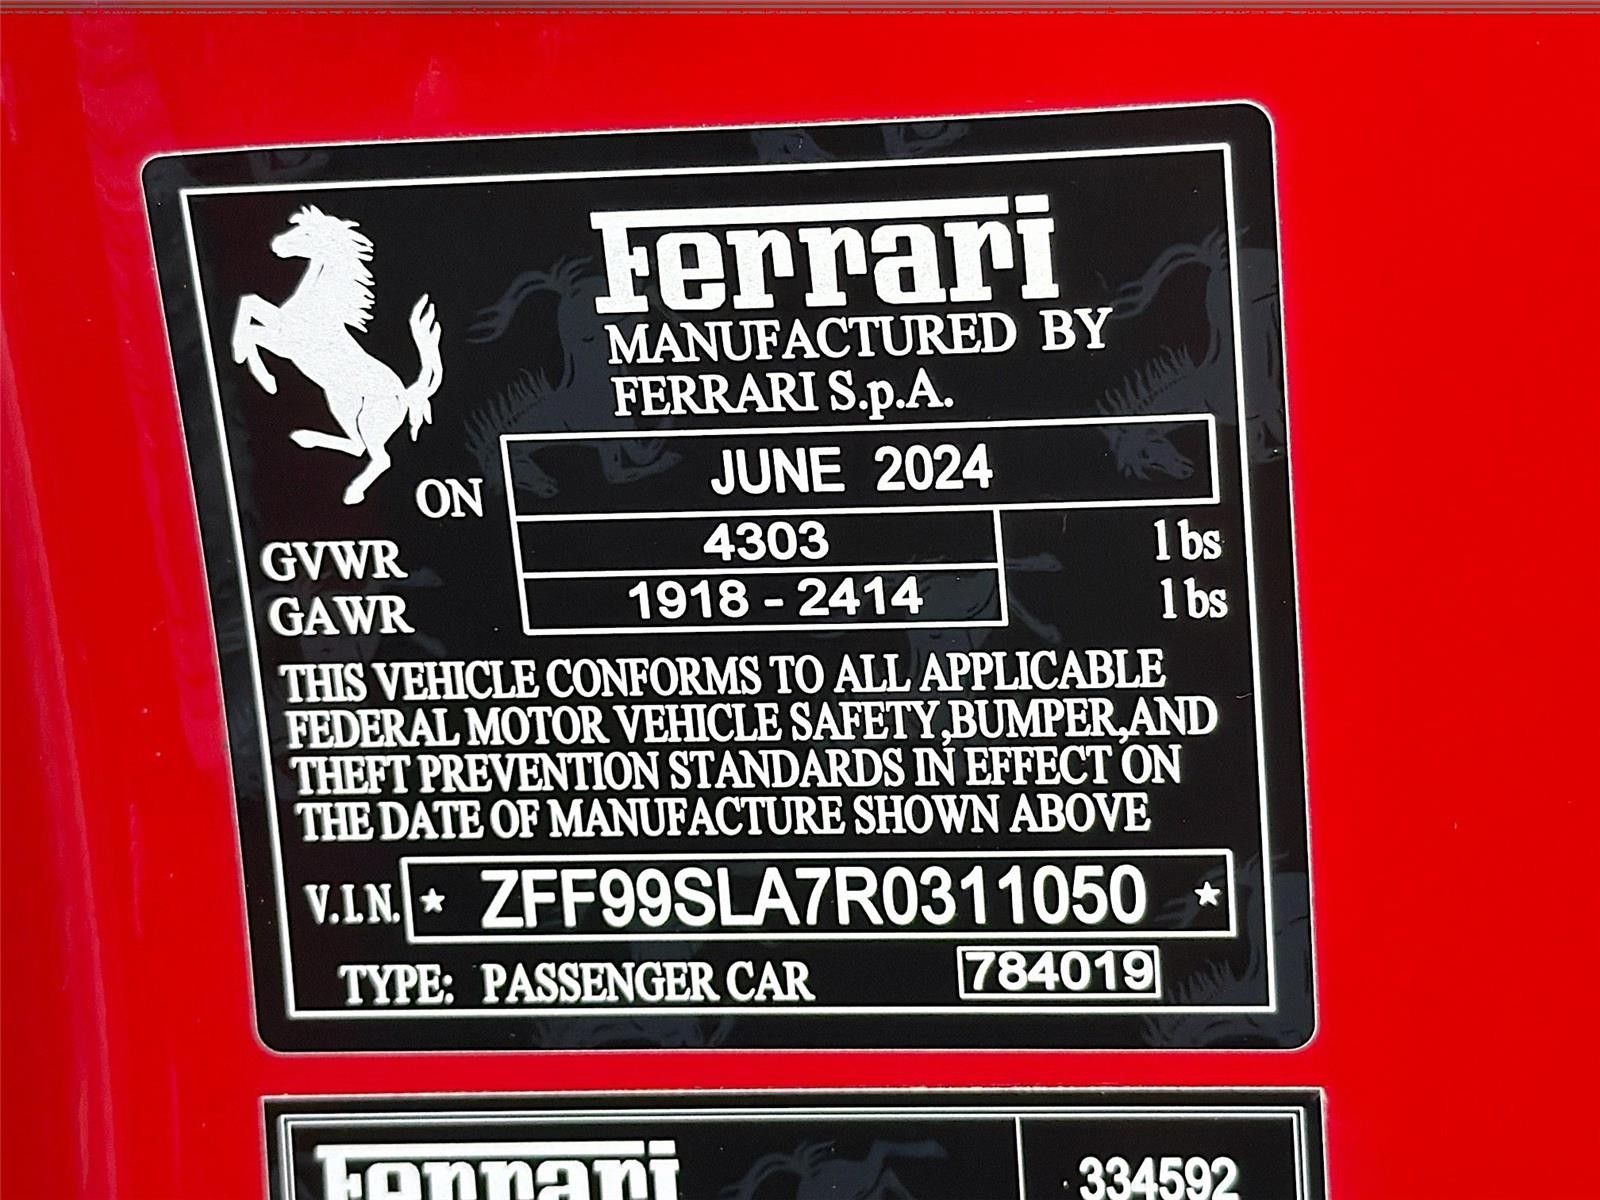 Ferrari
MANUFACTURED BY
FERRARI S.p.A.
ON JUNE 2024
GVWR 4303 lbs
GAWR 1918 - 2414 lbs
THIS VEHICLE CONFORMS TO ALL APPLICABLE
FEDERAL MOTOR VEHICLE SAFETY,BUMPER,AND
THEFT PREVENTION STANDARDS IN EFFECT ON
THE DATE OF MANUFACTURE SHOWN ABOVE
V.I.N. ★ ZFF99SLA7R0311050 ★
TYPE: PASSENGER CAR 784019
Ferrari 334592